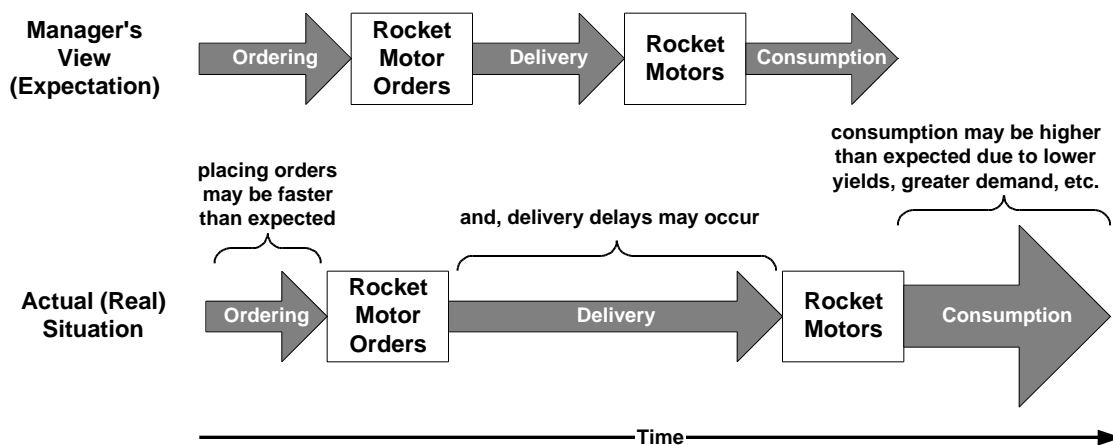 Manager's
View
(Expectation)
Ordering
Rocket
Motor
Orders
Delivery
Rocket
Motors
Consumption
placing orders
may be faster
than expected
and, delivery delays may occur
consumption may be higher
than expected due to lower
yields, greater demand, etc.
Actual (Real)
Situation
Ordering
Rocket
Motor
Orders
Delivery
Rocket
Motors
Consumption
Time